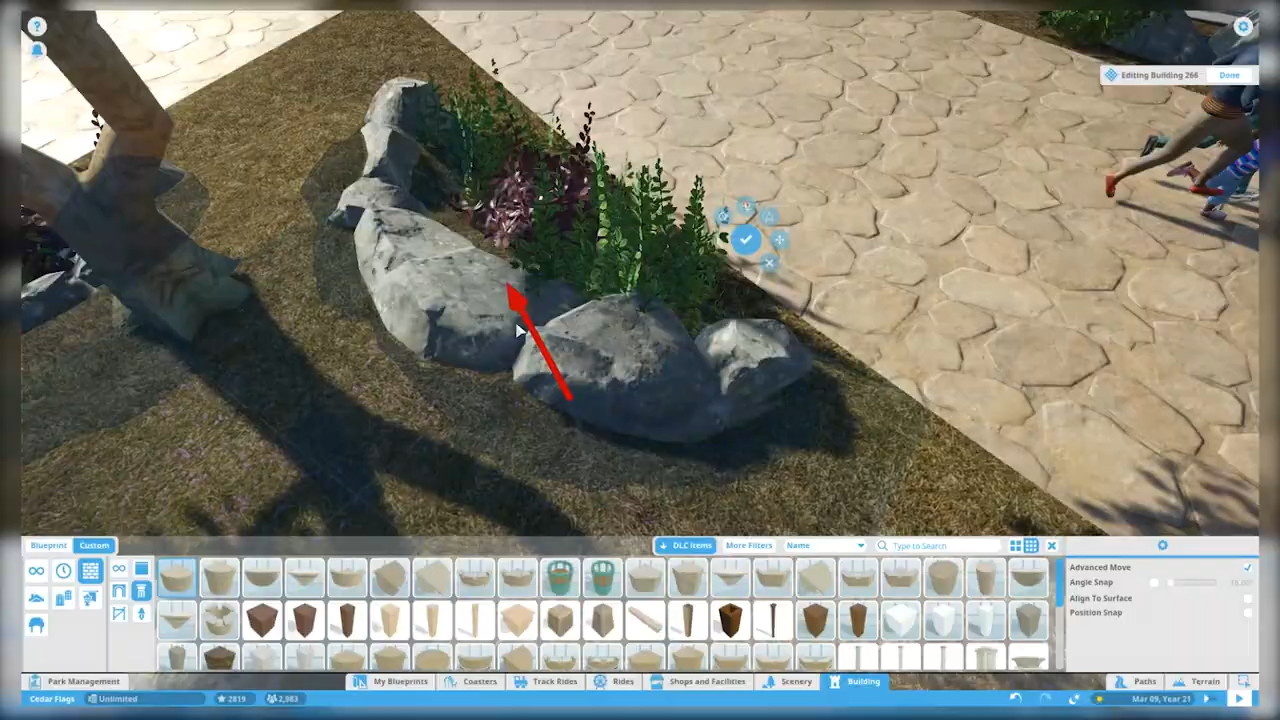 ?
Editing Building 266
Done
Blueprint
Custom
DLC Items
More Filters
Name
Type to Search
Advanced Move
Angle Snap
Align To Surface
Position Snap
Park Management
My Blueprints
Coasters
Track Rides
Rides
Shops and Facilities
Scenery
Building
Paths
Terrain
Cedar Flags
Unlimited
2819
2,983
Mar 09, Year 21